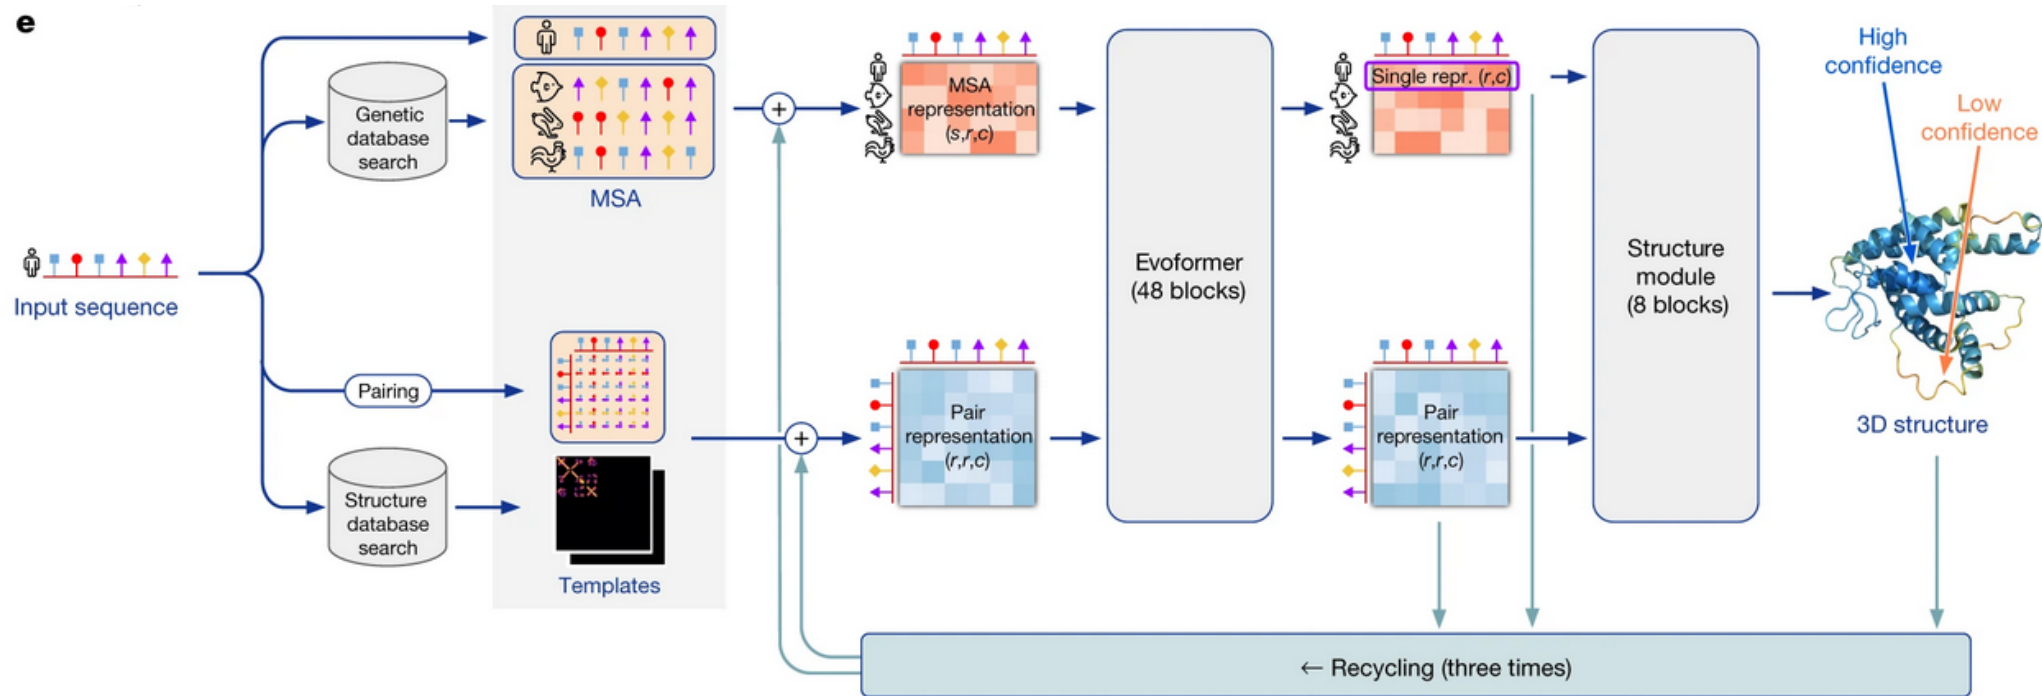 e
Input sequence
Genetic
database
search
Pairing
Structure
database
search
MSA
Templates
+
+
MSA
representation
(s,r,c)
Pair
representation
(r,r,c)
Evoformer
(48 blocks)
Single repr. (r,c)
Pair
representation
(r,r,c)
Structure
module
(8 blocks)
High
confidence
Low
confidence
3D structure
← Recycling (three times)